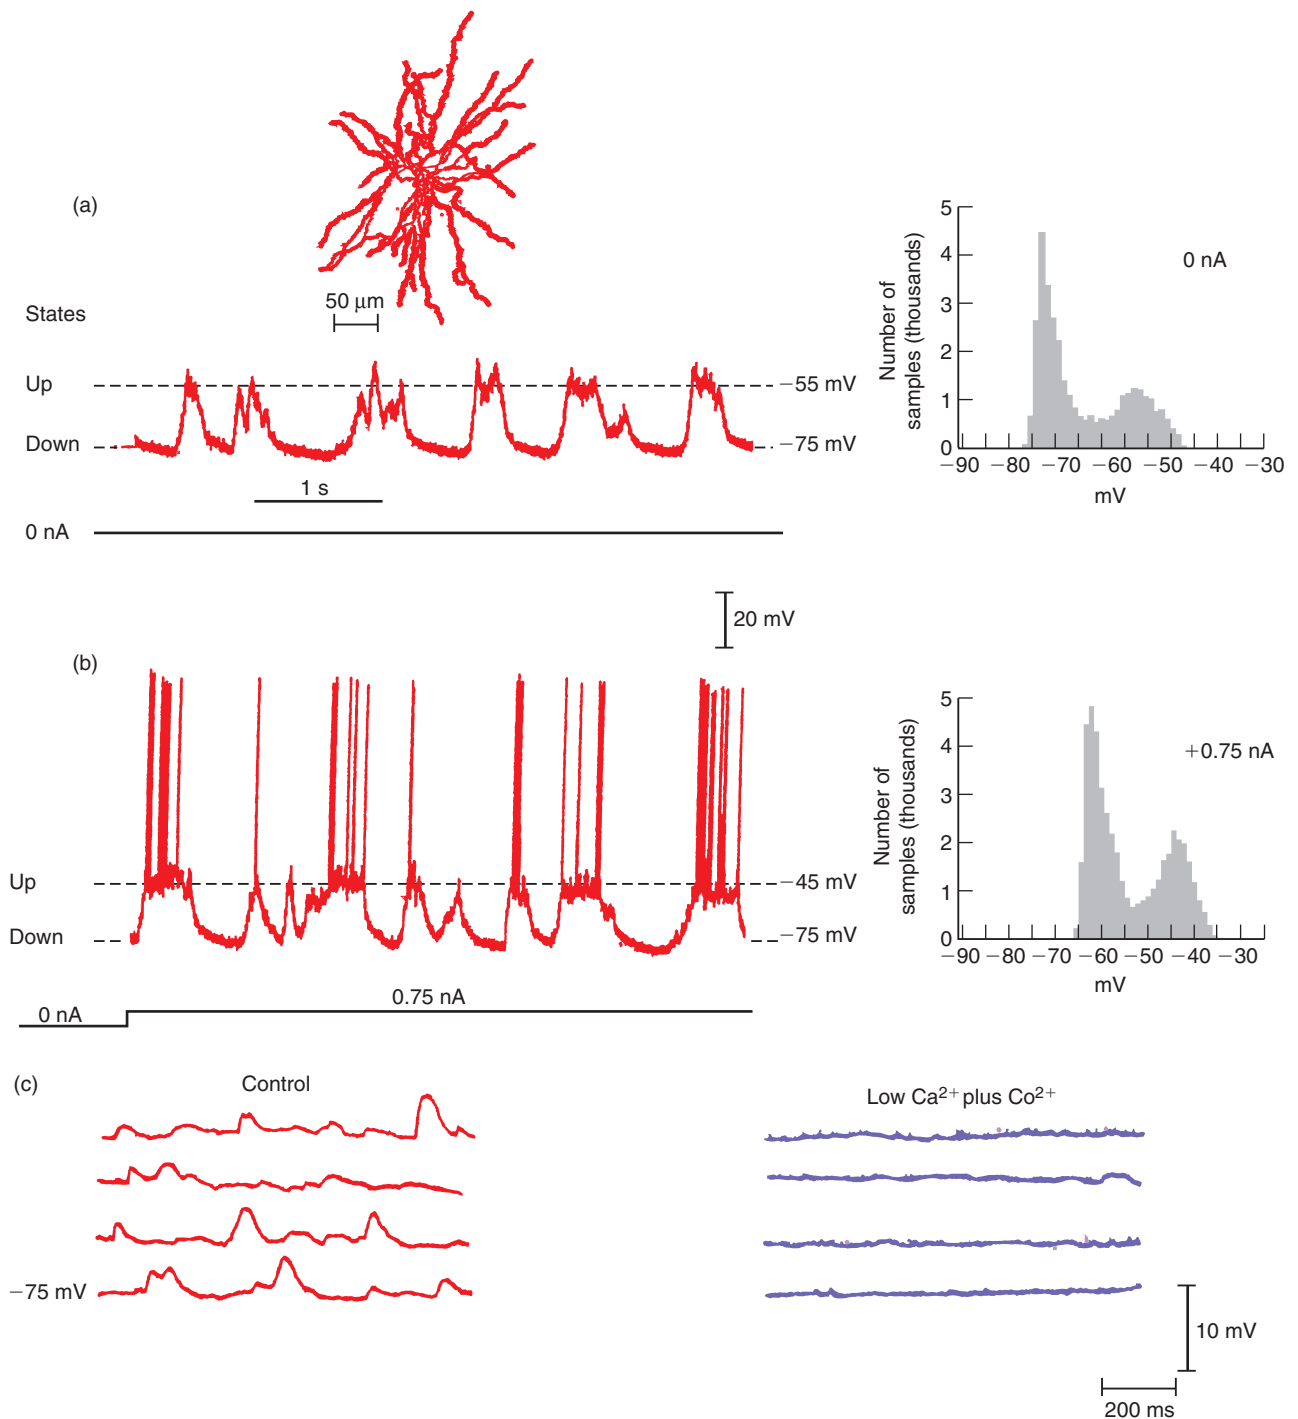 (a)
50 μm
States
Up
−55 mV
Down
−75 mV
1 s
0 nA
Number of
samples (thousands)
5
4
3
2
1
0
0 nA
−90 −80 −70 −60 −50 −40 −30
mV
20 mV
(b)
Up
−45 mV
Down
−75 mV
0 nA
0.75 nA
Number of
samples (thousands)
5
4
3
2
1
0
+0.75 nA
−90 −80 −70 −60 −50 −40 −30
mV
(c)
Control
Low Ca²⁺ plus Co²⁺
−75 mV
10 mV
200 ms